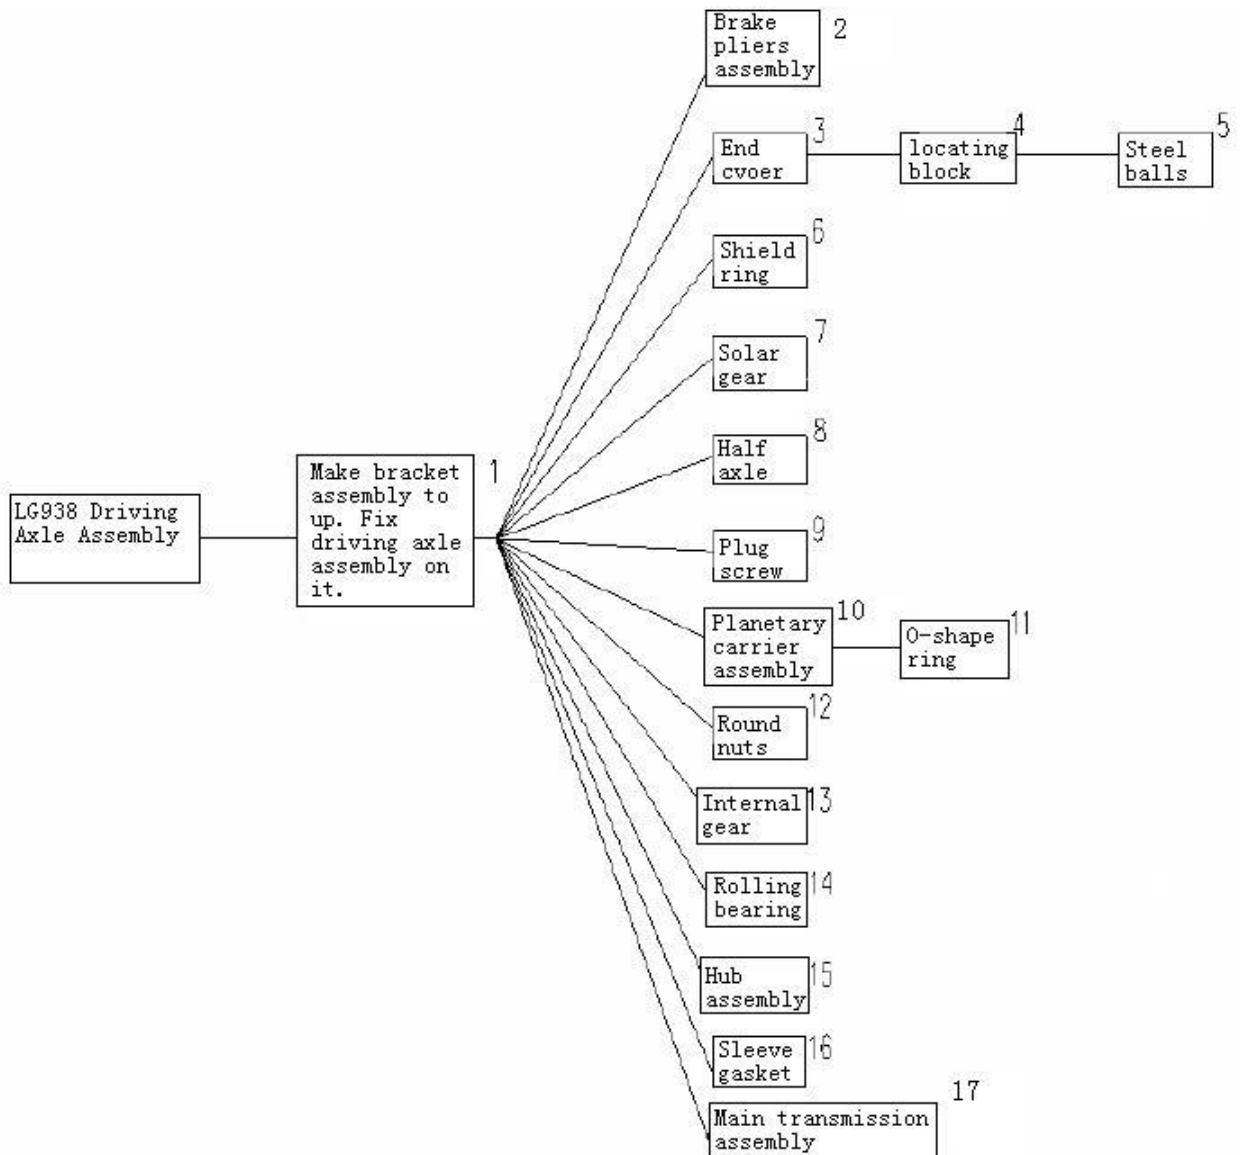 Brake
pliers
assembly
2
End
cvoer
3
locating
block
4
Steel
balls
5
Shield
ring
6
Solar
gear
7
Half
axle
8
LG938 Driving
Axle Assembly
Make bracket
assembly to
up. Fix
driving axle
assembly on
it.
1
Plug
screw
9
Planetary
carrier
assembly
10
O-shape
ring
11
Round
nuts
12
Internal
gear
13
Rolling
bearing
14
Hub
assembly
15
Sleeve
gasket
16
Main transmission
assembly
17